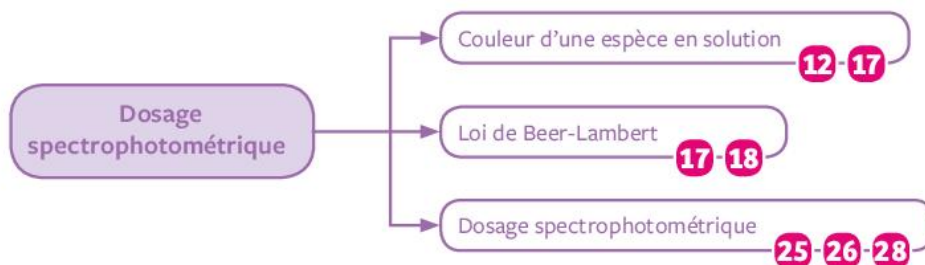 Couleur d'une espèce en solution
12-17
Dosage
spectrophotométrique
Loi de Beer-Lambert
17-18
Dosage spectrophotométrique
25-26-28